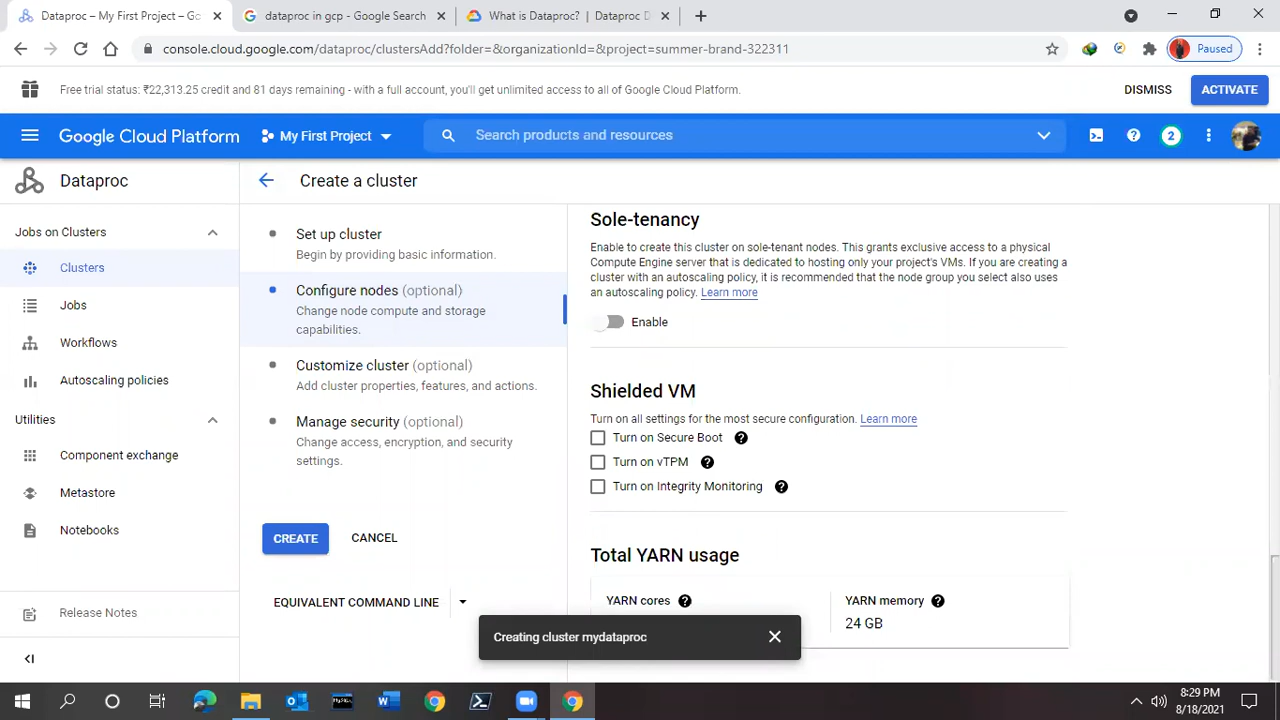 Dataproc – My First Project – Go
dataproc in gcp - Google Search
What is Dataproc? | Dataproc D
console.cloud.google.com/dataproc/clustersAdd?folder=&organizationId=&project=summer-brand-322311
Paused
Free trial status: ₹22,313.25 credit and 81 days remaining - with a full account, you'll get unlimited access to all of Google Cloud Platform.
DISMISS
ACTIVATE
Google Cloud Platform
My First Project
Search products and resources
2
Dataproc
Create a cluster
Jobs on Clusters
Clusters
Jobs
Workflows
Autoscaling policies
Utilities
Component exchange
Metastore
Notebooks
Release Notes
Set up cluster
Begin by providing basic information.
Configure nodes (optional)
Change node compute and storage
capabilities.
Customize cluster (optional)
Add cluster properties, features, and actions.
Manage security (optional)
Change access, encryption, and security
settings.
CREATE
CANCEL
EQUIVALENT COMMAND LINE
Sole-tenancy
Enable to create this cluster on sole-tenant nodes. This grants exclusive access to a physical
Compute Engine server that is dedicated to hosting only your project's VMs. If you are creating a
cluster with an autoscaling policy, it is recommended that the node group you select also uses
an autoscaling policy. Learn more
Enable
Shielded VM
Turn on all settings for the most secure configuration. Learn more
Turn on Secure Boot
Turn on vTPM
Turn on Integrity Monitoring
Total YARN usage
YARN cores
YARN memory
24 GB
Creating cluster mydataproc
8:29 PM
8/18/2021